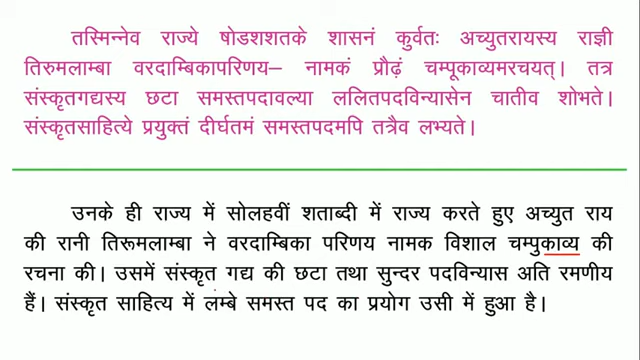 तस्मिन्नेव राज्ये षोडशशतके शासनं कुर्वतः अच्युतरायस्य राज्ञी
तिरुमलाम्बा वरदाम्बिकापरिणय– नामकं प्रौढ़ं चम्पूकाव्यमरचयत्। तत्र
संस्कृतगद्यस्य छटा समस्तपदावल्या ललितपदविन्यासेन चातीव शोभते।
संस्कृतसाहित्ये प्रयुक्तं दीर्घतमं समस्तपदमपि तत्रैव लभ्यते।
उनके ही राज्य में सोलहवीं शताब्दी में राज्य करते हुए अच्युत राय
की रानी तिरूमलाम्बा ने वरदाम्बिका परिणय नामक विशाल चम्पुकाव्य की
रचना की। उसमें संस्कृत गद्य की छटा तथा सुन्दर पदविन्यास अति रमणीय
हैं। संस्कृत साहित्य में लम्बे समस्त पद का प्रयोग उसी में हुआ है।